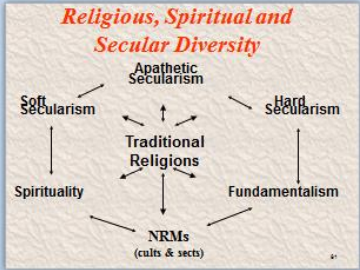 Religious, Spiritual and
Secular Diversity
Apathetic
Secularism
Soft
Secularism
Hard
Secularism
Traditional
Religions
Spirituality
Fundamentalism
NRMs
(cults & sects)